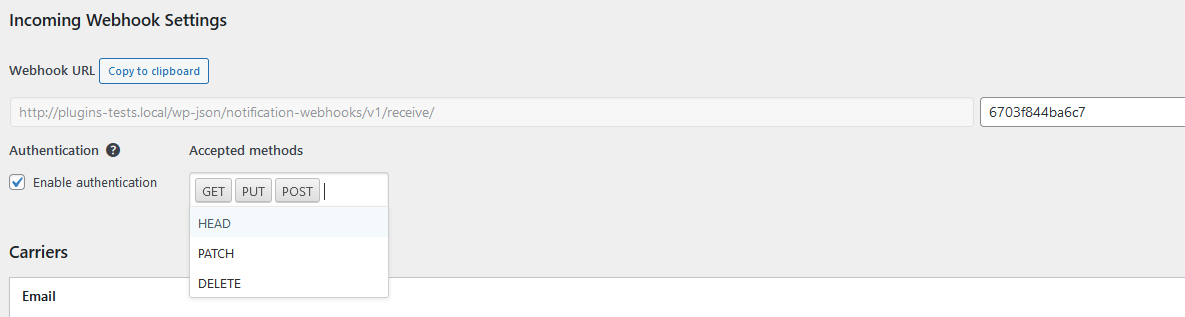 Incoming Webhook Settings
Webhook URL Copy to clipboard
http://plugins-tests.local/wp-json/notification-webhooks/v1/receive/ 6703f844ba6c7
Authentication ? Accepted methods
Enable authentication GET PUT POST
HEAD
PATCH
DELETE
Carriers
Email